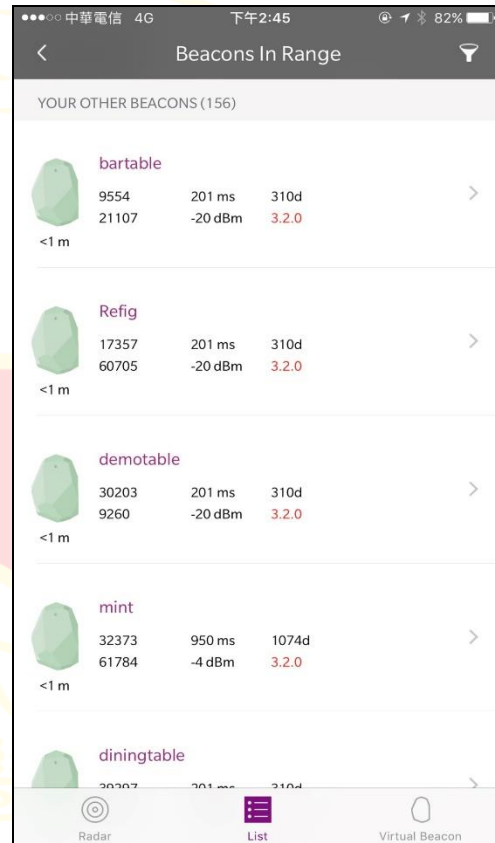 中華電信 4G 下午2:45 82%
Beacons In Range
YOUR OTHER BEACONS (156)
bartable
9554 201 ms 310d
21107 -20 dBm 3.2.0
<1 m
Refig
17357 201 ms 310d
60705 -20 dBm 3.2.0
<1 m
demotable
30203 201 ms 310d
9260 -20 dBm 3.2.0
<1 m
mint
32373 950 ms 1074d
61784 -4 dBm 3.2.0
<1 m
diningtable
201 ms 310d
Radar List Virtual Beacon